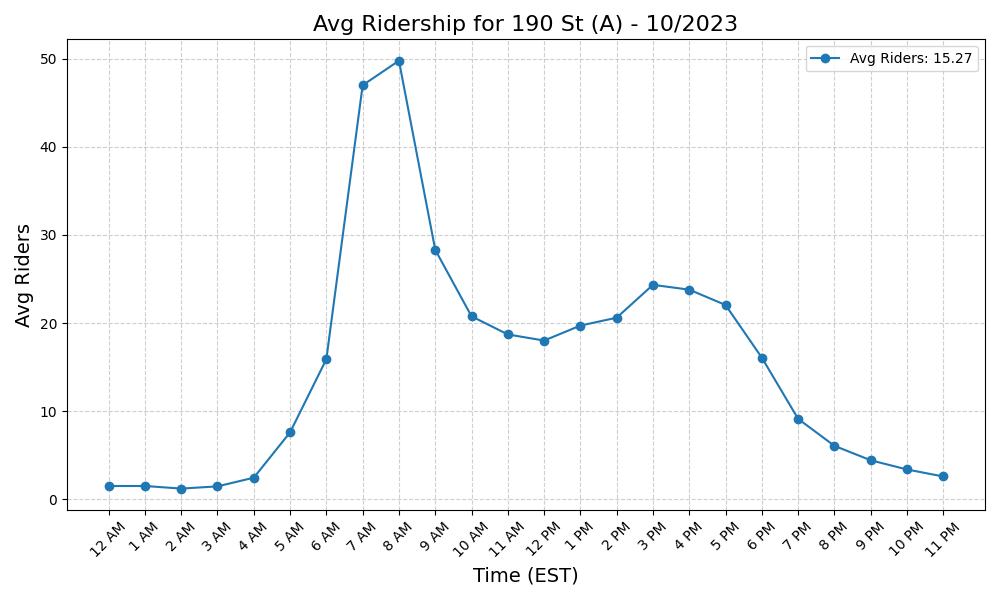 Avg Ridership for 190 St (A) - 10/2023
Avg Riders: 15.27
Avg Riders
50
40
30
20
10
0
12 AM
1 AM
2 AM
3 AM
4 AM
5 AM
6 AM
7 AM
8 AM
9 AM
10 AM
11 AM
12 PM
1 PM
2 PM
3 PM
4 PM
5 PM
6 PM
7 PM
8 PM
9 PM
10 PM
11 PM
Time (EST)